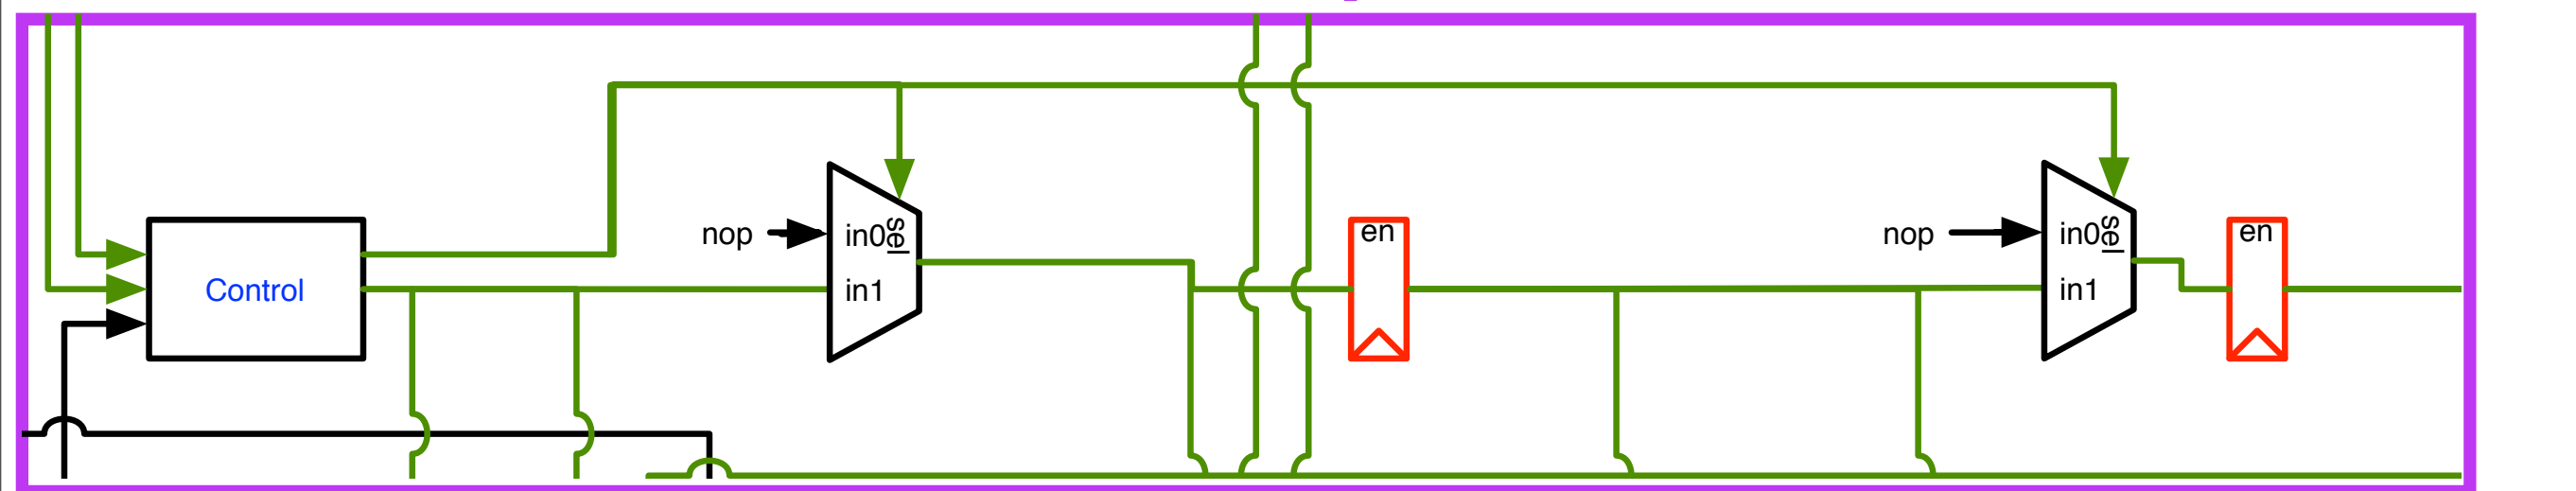 Control
nop
in0
sel
in1
en
nop
in0
sel
in1
en